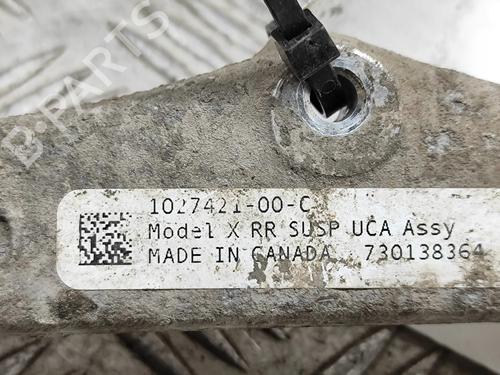 B-PARTS
1027421-00-C
Model X RR SUSP UCA Assy
MADE IN CANADA 730138364